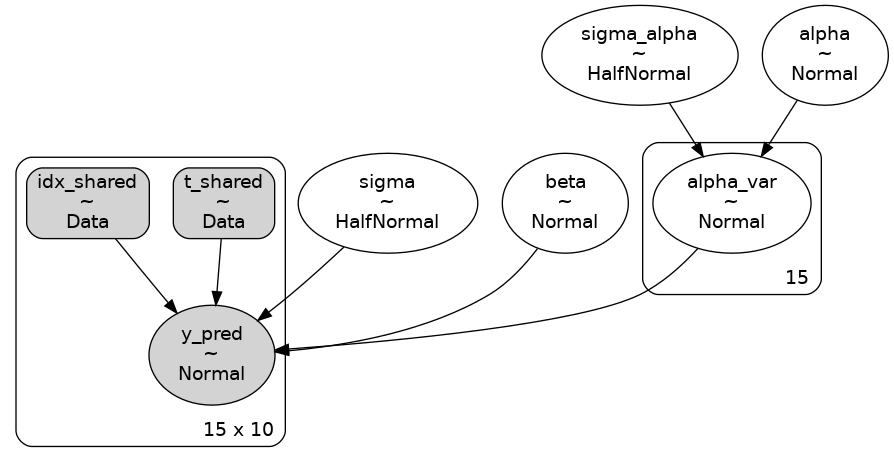 sigma_alpha
~
HalfNormal
alpha
~
Normal
idx_shared
~
Data
t_shared
~
Data
sigma
~
HalfNormal
beta
~
Normal
alpha_var
~
Normal
15
y_pred
~
Normal
15 x 10